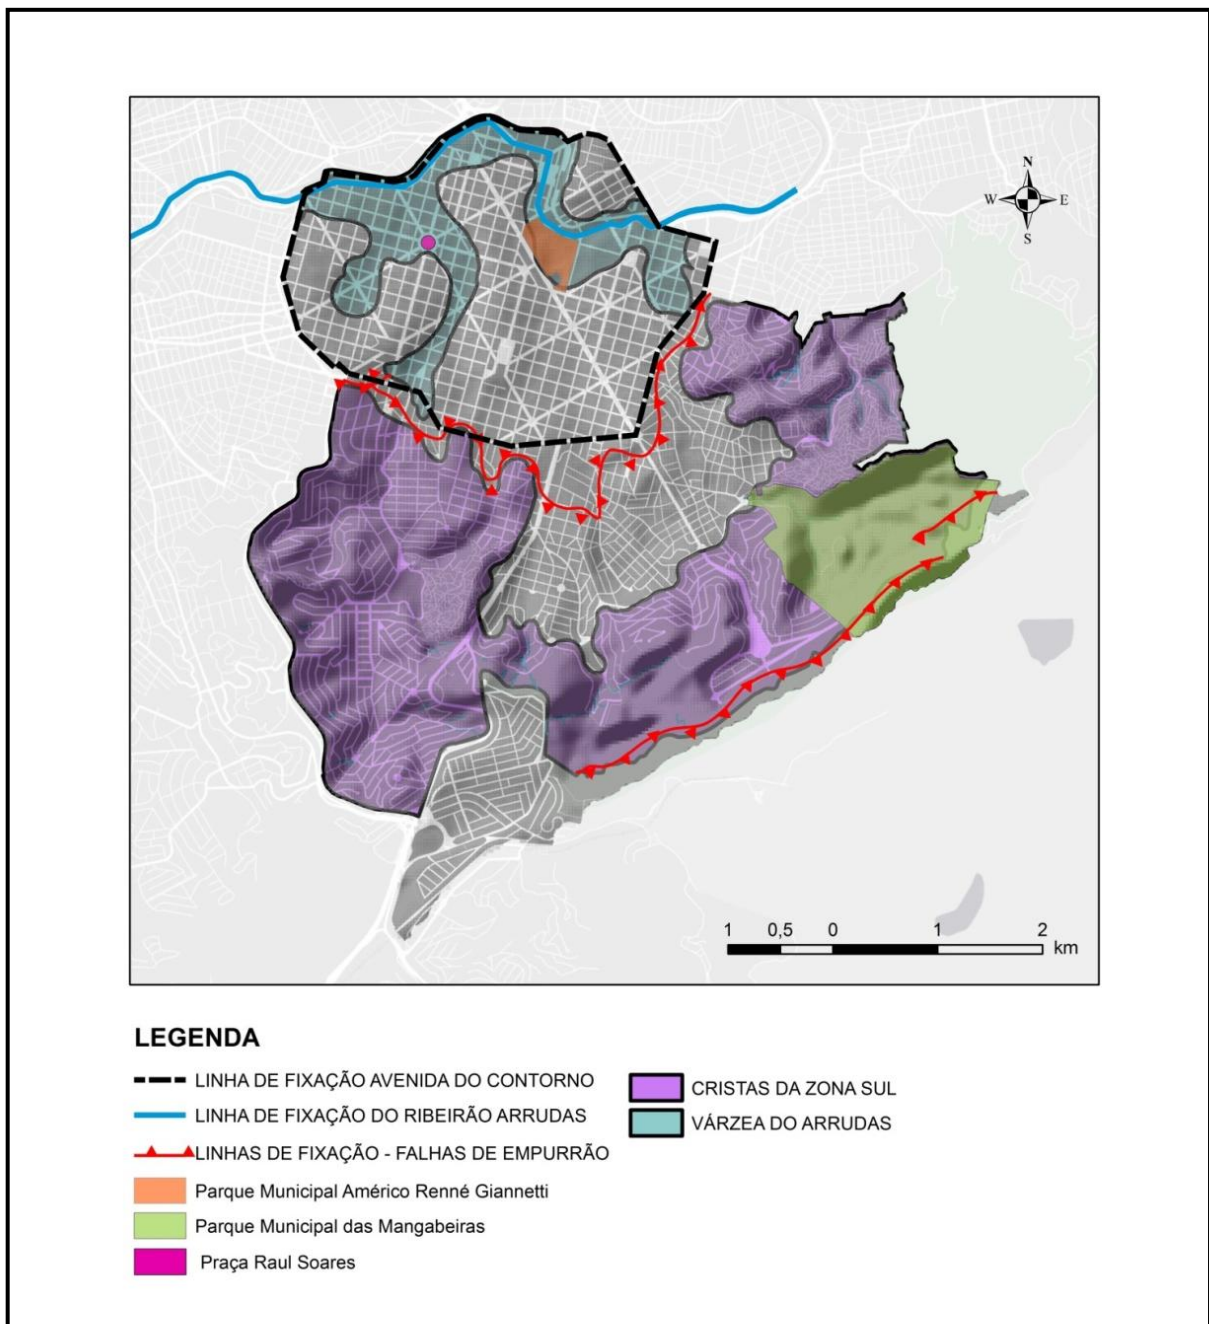 N
W E
S
1 0,5 0 1 2
km
LEGENDA
LINHA DE FIXAÇÃO AVENIDA DO CONTORNO
LINHA DE FIXAÇÃO DO RIBEIRÃO ARRUDAS
LINHAS DE FIXAÇÃO - FALHAS DE EMPURRÃO
Parque Municipal Américo Renné Giannetti
Parque Municipal das Mangabeiras
Praça Raul Soares
CRISTAS DA ZONA SUL
VÁRZEA DO ARRUDAS